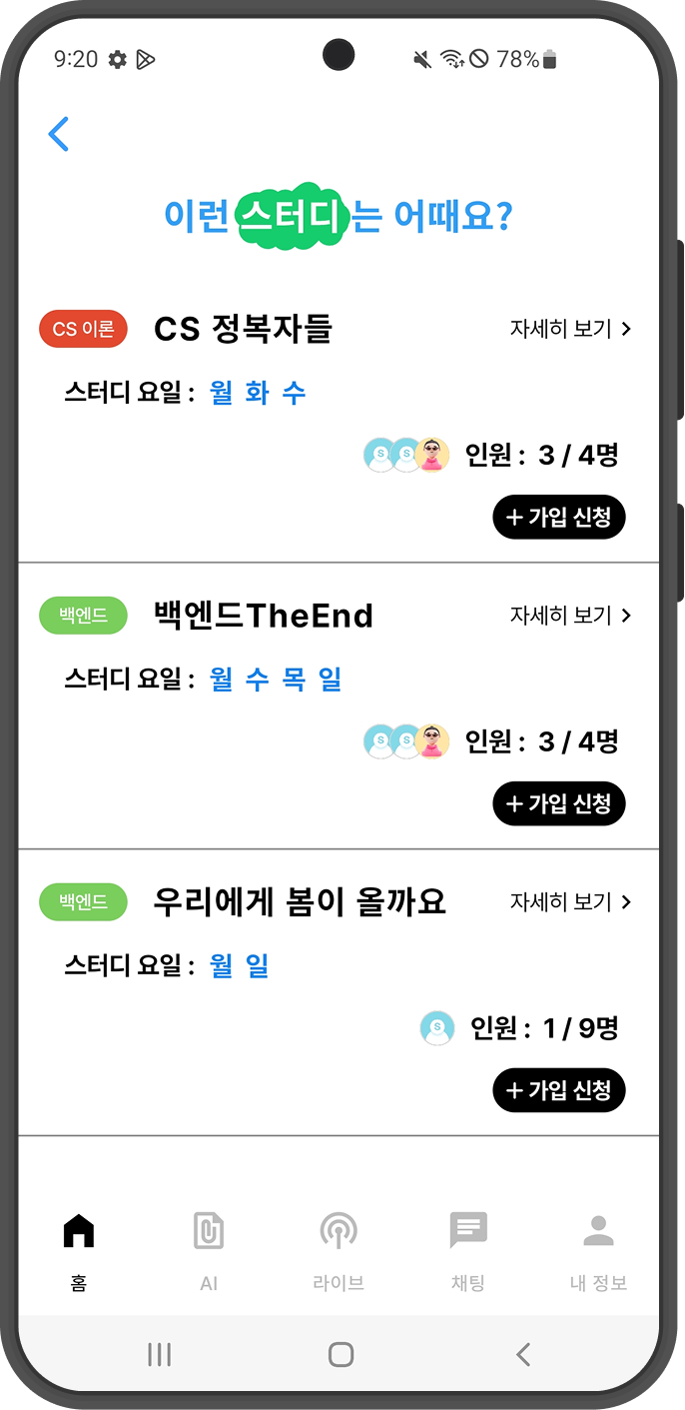 9:20 78%
이런 스터디는 어때요?
CS 이론 CS 정복자들 자세히 보기
스터디 요일 : 월 화 수
S S 인원 : 3 / 4명
+ 가입 신청
백엔드 백엔드TheEnd 자세히 보기
스터디 요일 : 월 수 목 일
S S 인원 : 3 / 4명
+ 가입 신청
백엔드 우리에게 봄이 올까요 자세히 보기
스터디 요일 : 월 일
S 인원 : 1 / 9명
+ 가입 신청
홈 AI 라이브 채팅 내 정보